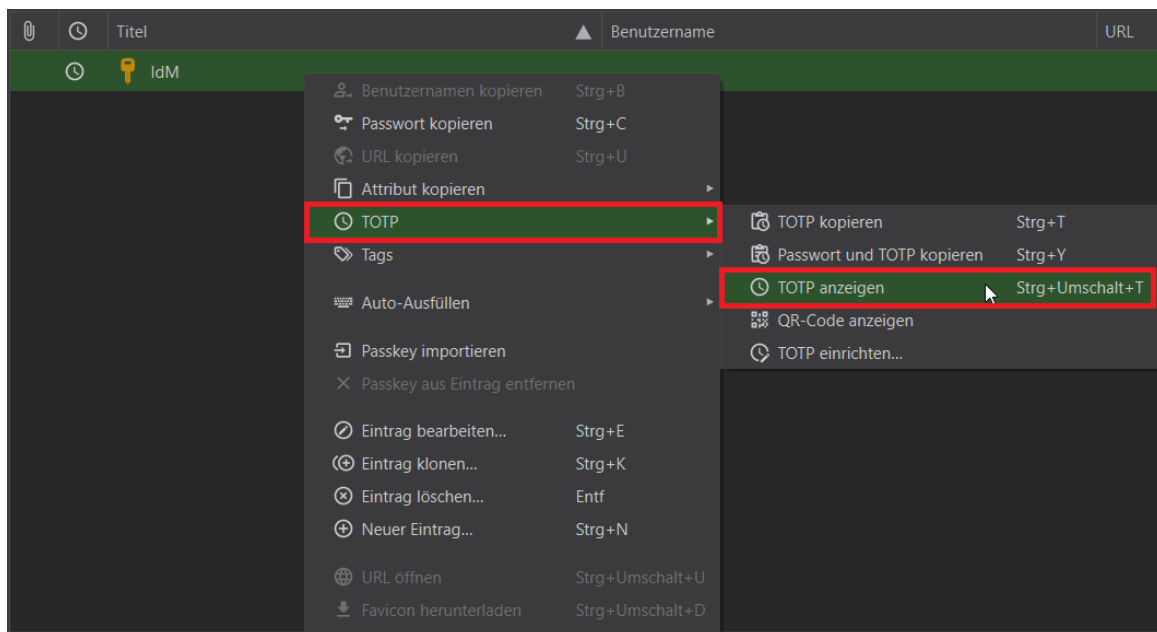 Titel Benutzername URL
IdM
Benutzernamen kopieren Strg+B
Passwort kopieren Strg+C
URL kopieren Strg+U
Attribut kopieren
TOTP
Tags
Auto-Ausfüllen
Passkey importieren
Passkey aus Eintrag entfernen
Eintrag bearbeiten... Strg+E
Eintrag klonen... Strg+K
Eintrag löschen... Entf
Neuer Eintrag... Strg+N
URL öffnen Strg+Umschalt+U
Favicon herunterladen Strg+Umschalt+D
TOTP kopieren Strg+T
Passwort und TOTP kopieren Strg+Y
TOTP anzeigen Strg+Umschalt+T
QR-Code anzeigen
TOTP einrichten...